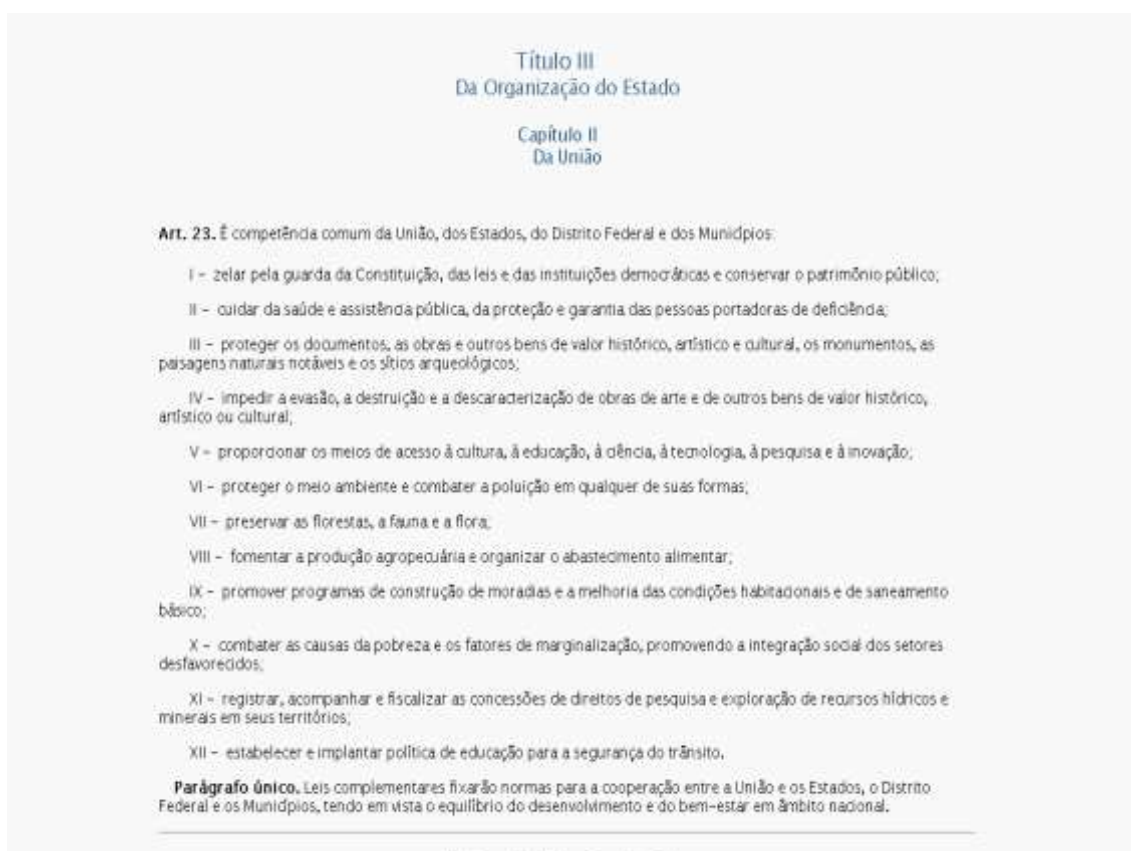 Título III
Da Organização do Estado
Capítulo II
Da União
Art. 23. É competência comum da União, dos Estados, do Distrito Federal e dos Municípios:
I – zelar pela guarda da Constituição, das leis e das instituições democráticas e conservar o patrimônio público;
II – cuidar da saúde e assistência pública, da proteção e garantia das pessoas portadoras de deficiência;
III – proteger os documentos, as obras e outros bens de valor histórico, artístico e cultural, os monumentos, as
paisagens naturais notáveis e os sítios arqueológicos;
IV – impedir a evasão, a destruição e a descaracterização de obras de arte e de outros bens de valor histórico,
artístico ou cultural;
V – proporcionar os meios de acesso à cultura, à educação, à ciência, à tecnologia, à pesquisa e à inovação;
VI – proteger o meio ambiente e combater a poluição em qualquer de suas formas;
VII – preservar as florestas, a fauna e a flora;
VIII – fomentar a produção agropecuária e organizar o abastecimento alimentar;
IX – promover programas de construção de moradias e a melhoria das condições habitacionais e de saneamento
básico;
X – combater as causas da pobreza e os fatores de marginalização, promovendo a integração social dos setores
desfavorecidos;
XI – registrar, acompanhar e fiscalizar as concessões de direitos de pesquisa e exploração de recursos hídricos e
minerais em seus territórios;
XII – estabelecer e implantar política de educação para a segurança do trânsito.
Parágrafo único. Leis complementares fixarão normas para a cooperação entre a União e os Estados, o Distrito
Federal e os Municípios, tendo em vista o equilíbrio do desenvolvimento e do bem-estar em âmbito nacional.